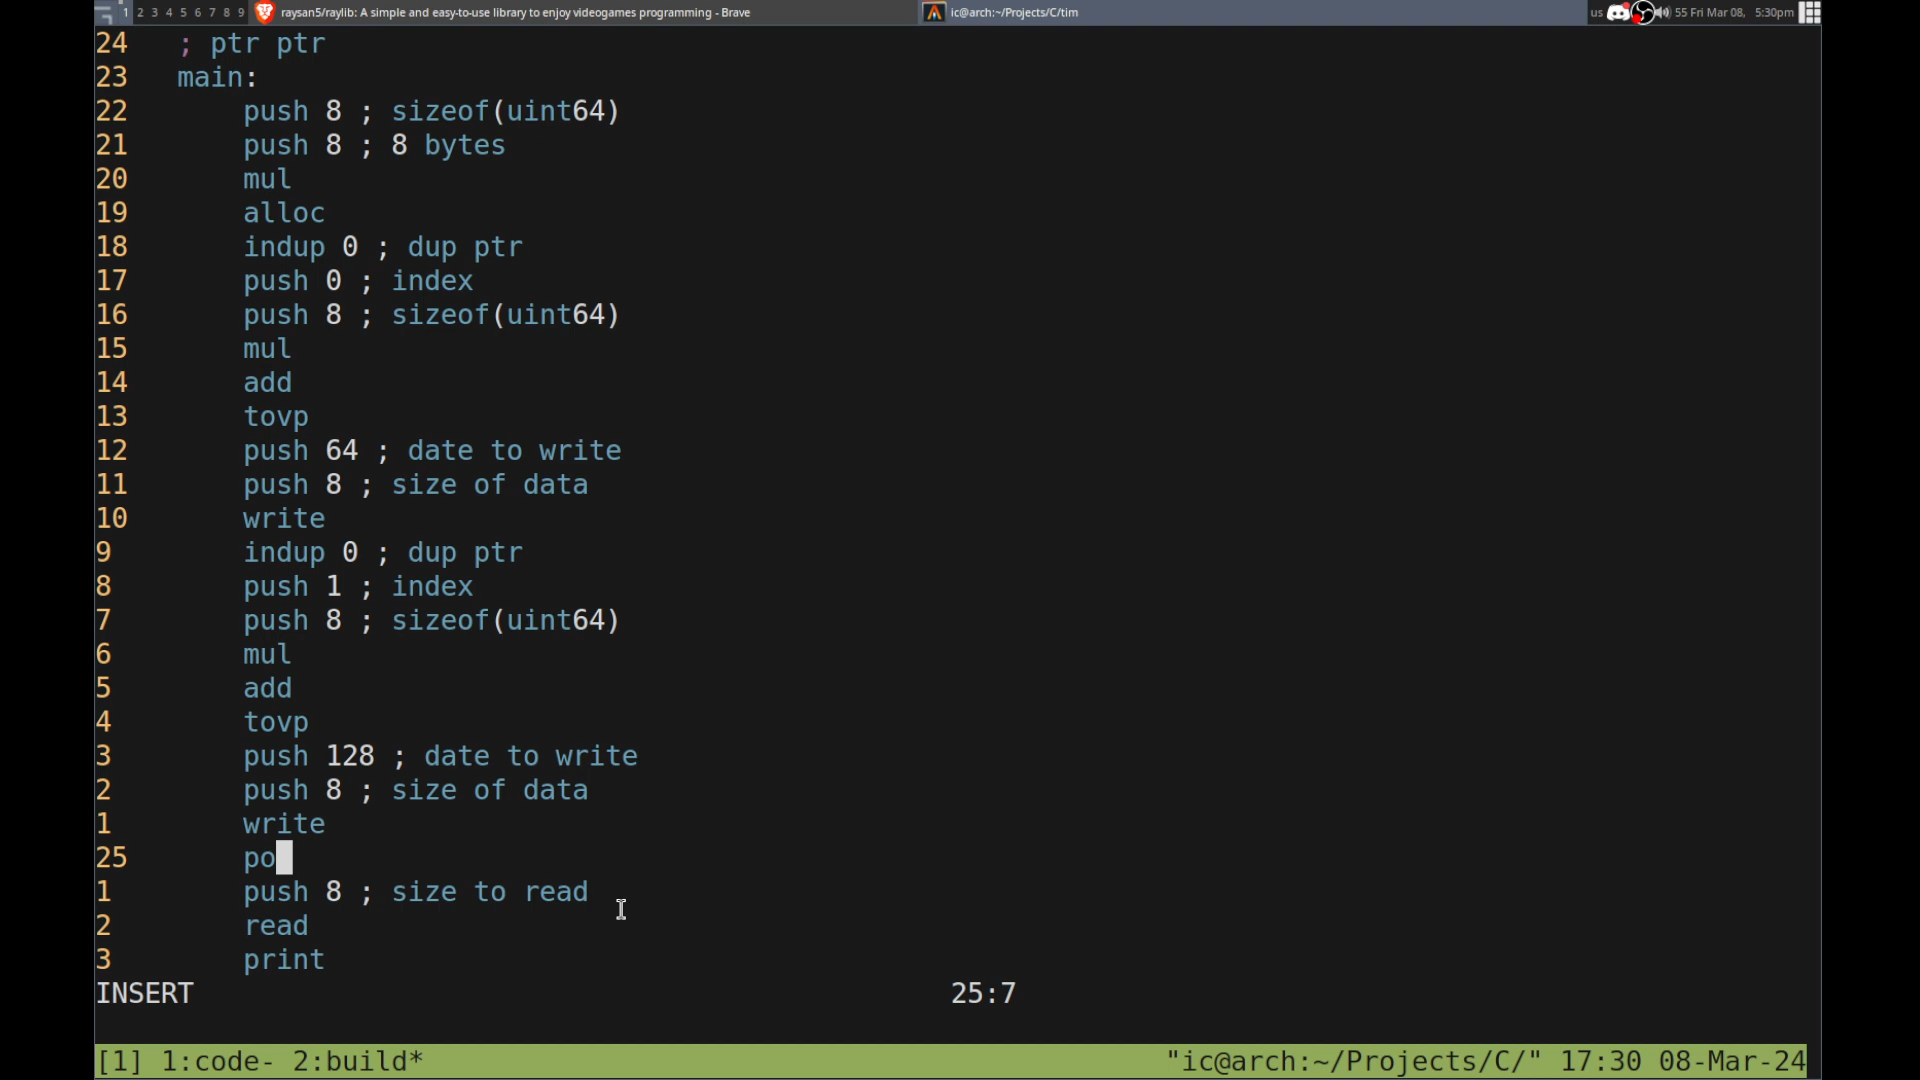 1 2 3 4 5 6 7 8 9 raysan5/raylib: A simple and easy-to-use library to enjoy videogames programming - Brave ic@arch:~/Projects/C/tim us 55 Fri Mar 08, 5:30pm
24 ; ptr ptr
23 main:
22 push 8 ; sizeof(uint64)
21 push 8 ; 8 bytes
20 mul
19 alloc
18 indup 0 ; dup ptr
17 push 0 ; index
16 push 8 ; sizeof(uint64)
15 mul
14 add
13 tovp
12 push 64 ; date to write
11 push 8 ; size of data
10 write
9 indup 0 ; dup ptr
8 push 1 ; index
7 push 8 ; sizeof(uint64)
6 mul
5 add
4 tovp
3 push 128 ; date to write
2 push 8 ; size of data
1 write
25 po
1 push 8 ; size to read
2 read
3 print
INSERT 25:7
[1] 1:code- 2:build* "ic@arch:~/Projects/C/" 17:30 08-Mar-24